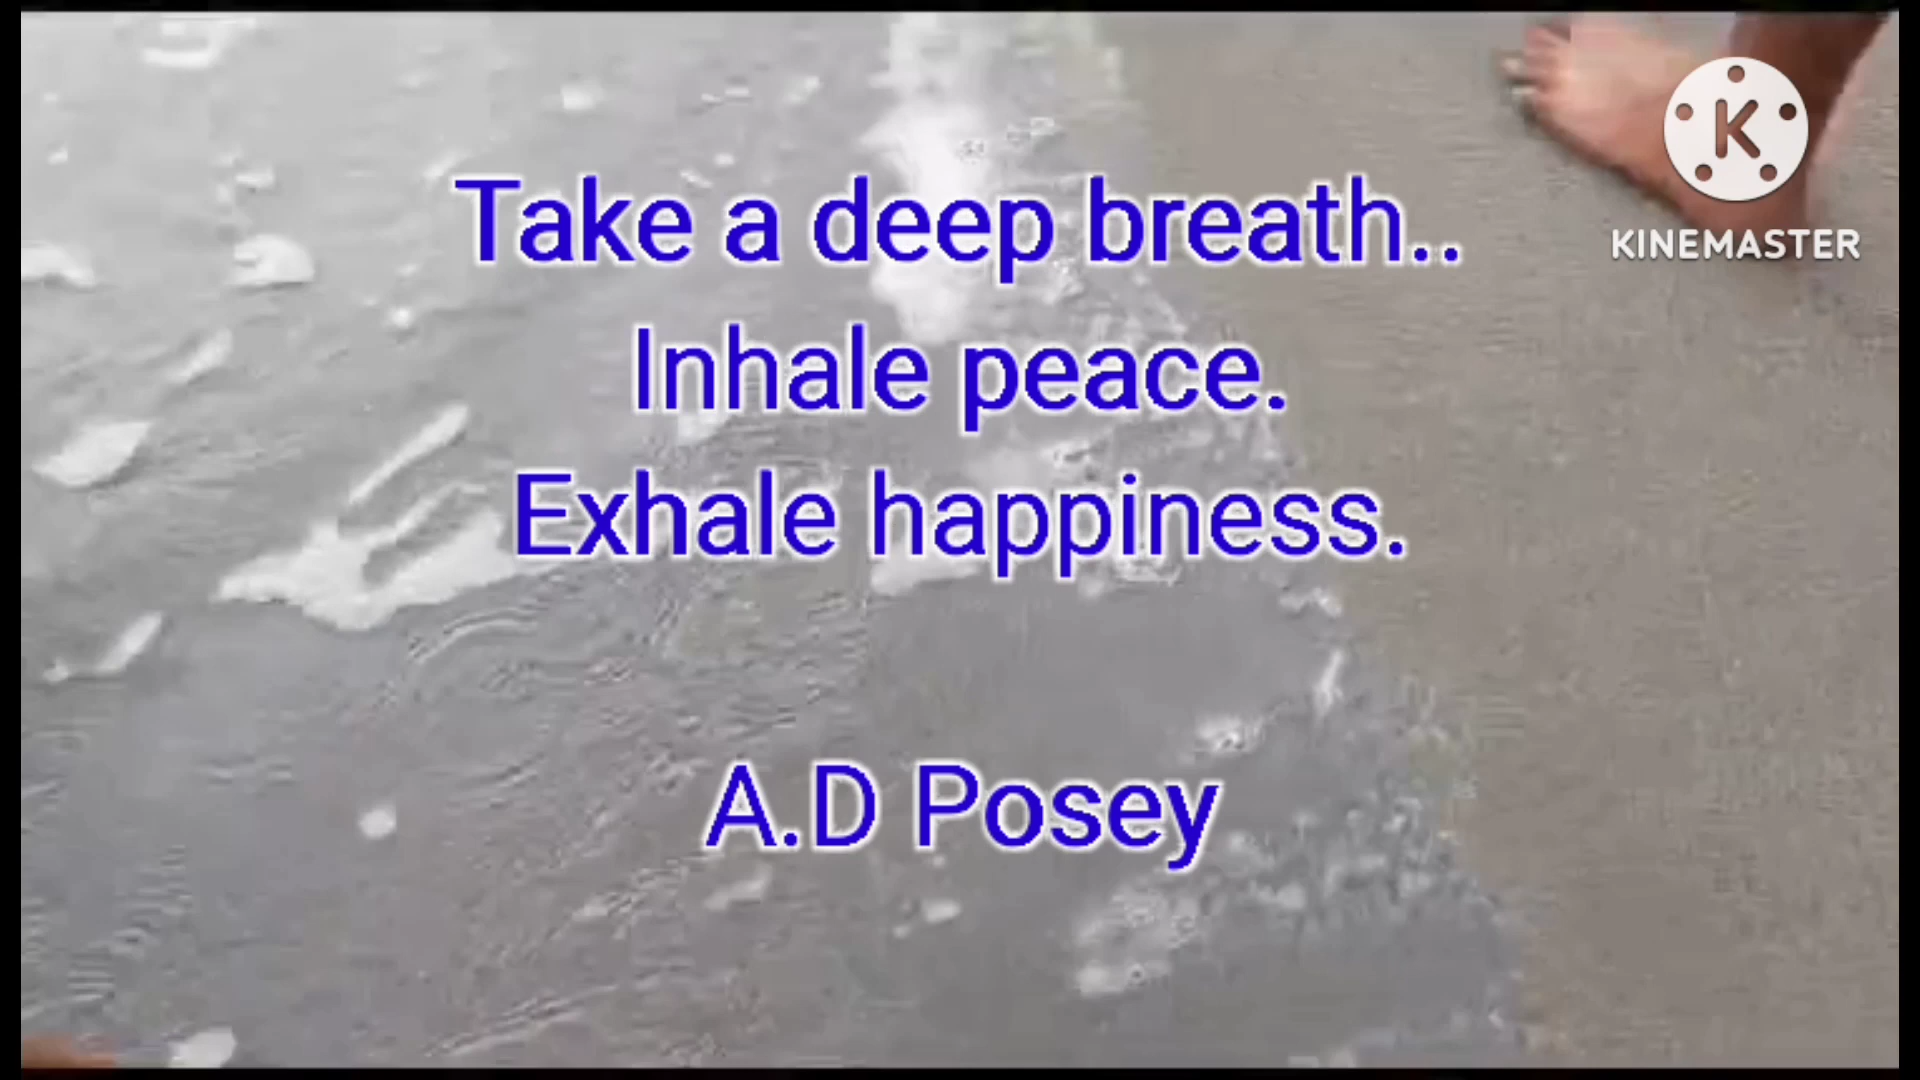 Take a deep breath..
Inhale peace.
Exhale happiness.
A.D Posey
K
KINEMASTER